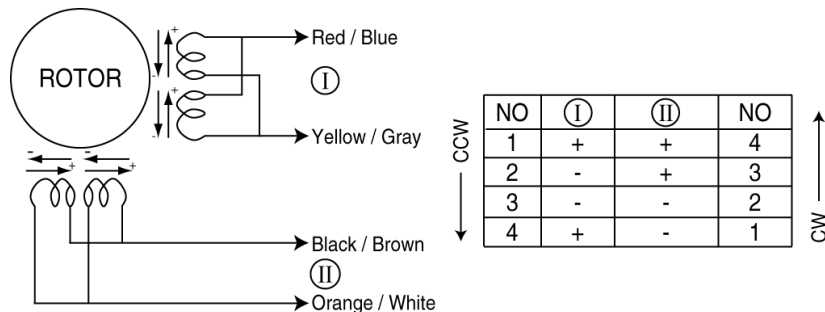 ROTOR
Red / Blue
Ⓘ
Yellow / Gray
Black / Brown
Ⓘⓘ
Orange / White
CCW
NO Ⓘ Ⓘⓘ NO
1 + + 4
2 - + 3
3 - - 2
4 + - 1
CW
- + - +
- + - +